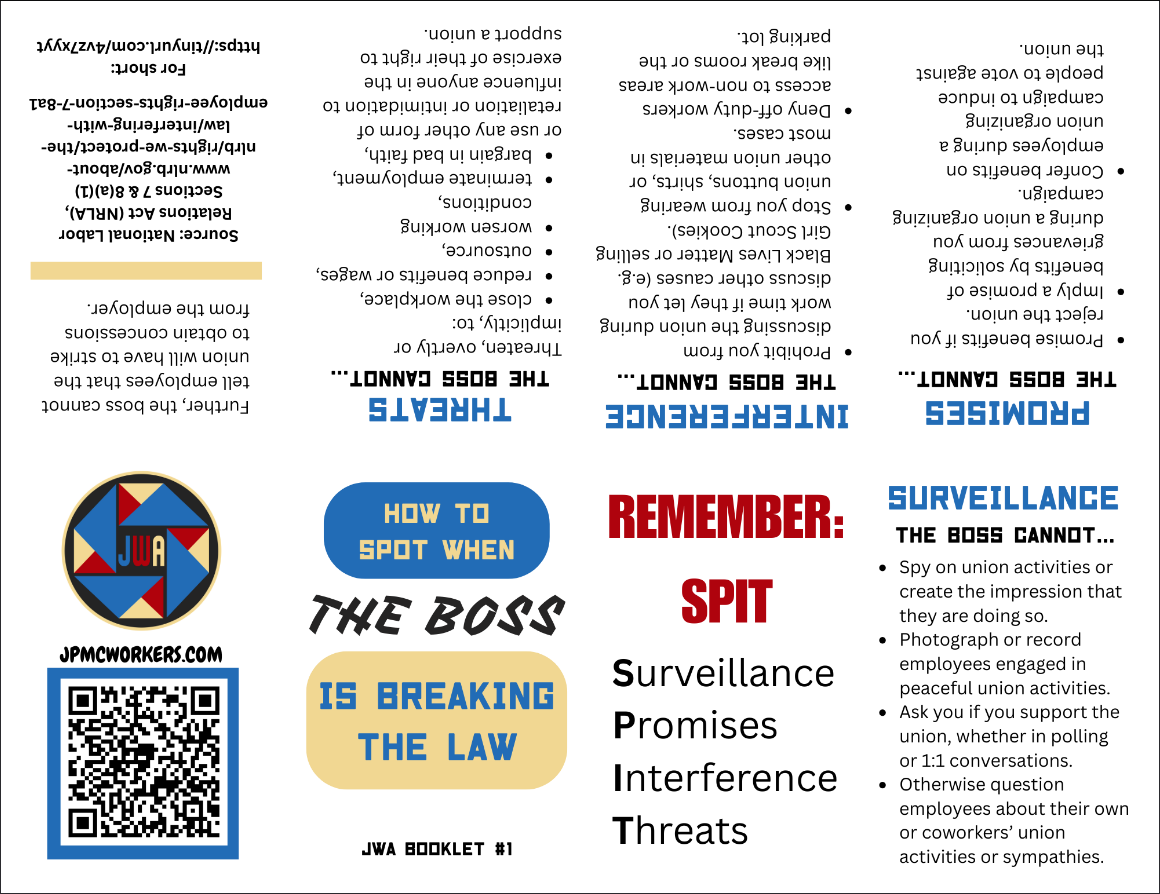 HOW TO
SPOT WHEN
THE BOSS
IS BREAKING
THE LAW
JWA BOOKLET #1
REMEMBER:
SPIT
Surveillance
Promises
Interference
Threats
SURVEILLANCE
THE BOSS CANNOT...
• Spy on union activities or
create the impression that
they are doing so.
• Photograph or record
employees engaged in
peaceful union activities.
• Ask you if you support the
union, whether in polling
or 1:1 conversations.
• Otherwise question
employees about their own
or coworkers’ union
activities or sympathies.
PROMISES
THE BOSS CANNOT...
• Promise benefits if you
reject the union.
• Imply a promise of
benefits by soliciting
grievances from you
during a union organizing
campaign.
• Confer benefits on
employees during a
union organizing
campaign to induce
people to vote against
the union.
INTERFERENCE
THE BOSS CANNOT...
• Prohibit you from
discussing the union during
work time if they let you
discuss other causes (e.g.
Black Lives Matter or selling
Girl Scout Cookies).
• Stop you from wearing
union buttons, shirts, or
other union materials in
most cases.
• Deny off-duty workers
access to non-work areas
like break rooms or the
parking lot.
THREATS
THE BOSS CANNOT...
Threaten, overtly or
implicitly, to:
• close the workplace,
• reduce benefits or wages,
• outsource,
• worsen working
conditions,
• terminate employment,
• bargain in bad faith,
or use any other form of
retaliation or intimidation to
influence anyone in the
exercise of their right to
support a union.
Further, the boss cannot
tell employees that the
union will have to strike
to obtain concessions
from the employer.
Source: National Labor
Relations Act (NRLA),
Sections 7 & 8(a)(1)
www.nlrb.gov/about-
nlrb/rights-we-protect/the-
law/interfering-with-
employee-rights-section-7-8a1
For short:
https://tinyurl.com/4vz7xyyt
JWA
JPMCWORKERS.COM